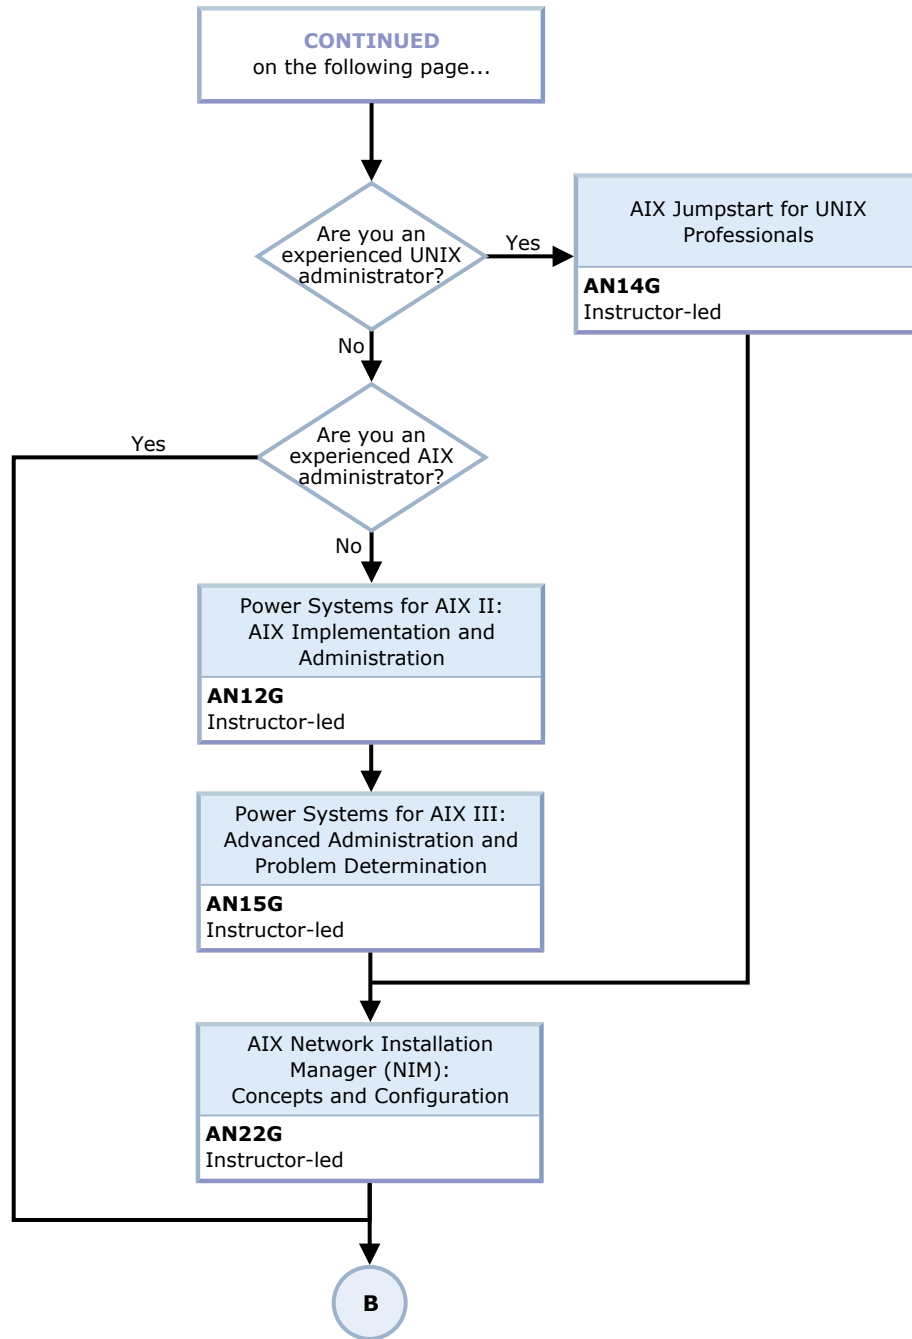 CONTINUED
on the following page...
Are you an
experienced UNIX
administrator?
Yes
AIX Jumpstart for UNIX
Professionals
AN14G
Instructor-led
No
Are you an
experienced AIX
administrator?
Yes
No
Power Systems for AIX II:
AIX Implementation and
Administration
AN12G
Instructor-led
Power Systems for AIX III:
Advanced Administration and
Problem Determination
AN15G
Instructor-led
AIX Network Installation
Manager (NIM):
Concepts and Configuration
AN22G
Instructor-led
B